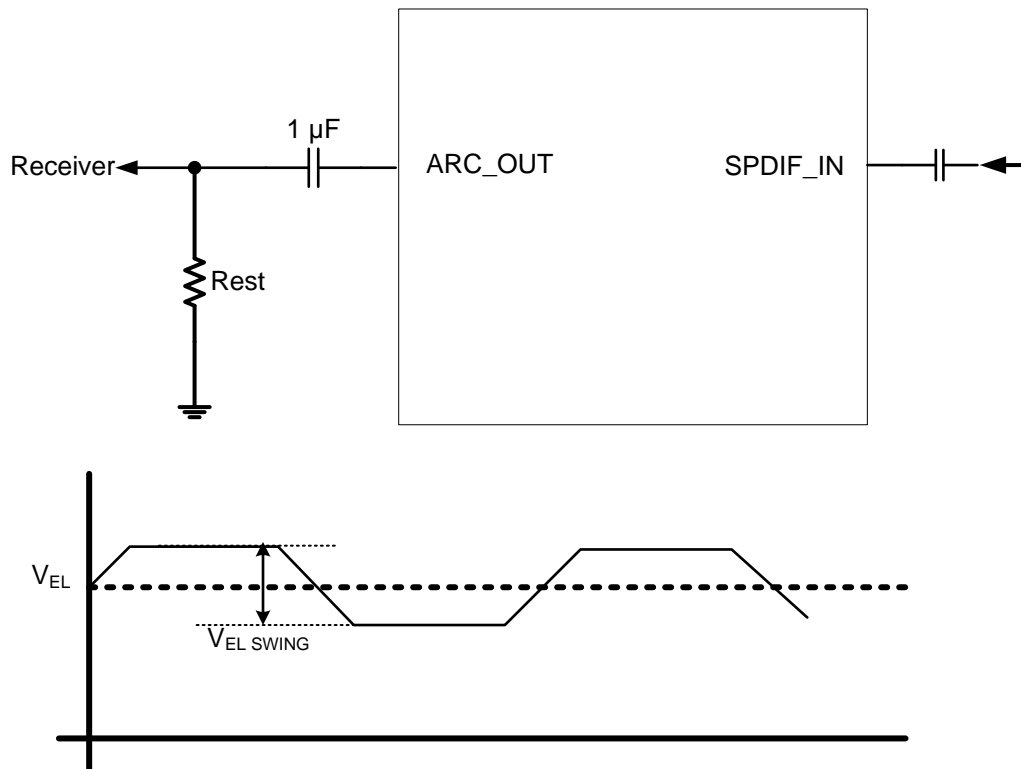 1 µF
Receiver
ARC_OUT
SPDIF_IN
Rest
VEL
VEL SWING